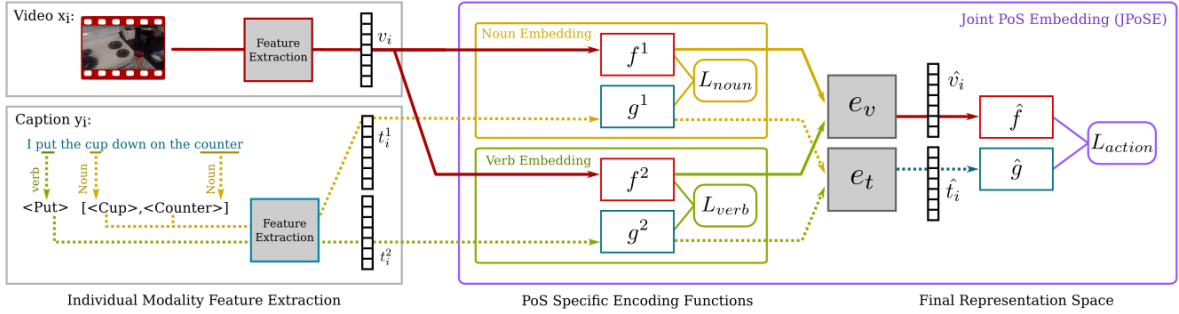 Video xᵢ:
Feature
Extraction
vᵢ
Caption yᵢ:
I put the cup down on the counter
verb
Noun
Noun
<Put>
[<Cup>,<Counter>]
Feature
Extraction
tᵢ¹
tᵢ²
Individual Modality Feature Extraction
Joint PoS Embedding (JPoSE)
Noun Embedding
f¹
g¹
L_noun
Verb Embedding
f²
g²
L_verb
PoS Specific Encoding Functions
e_v
e_t
v̂ᵢ
t̂ᵢ
f̂
ĝ
L_action
Final Representation Space